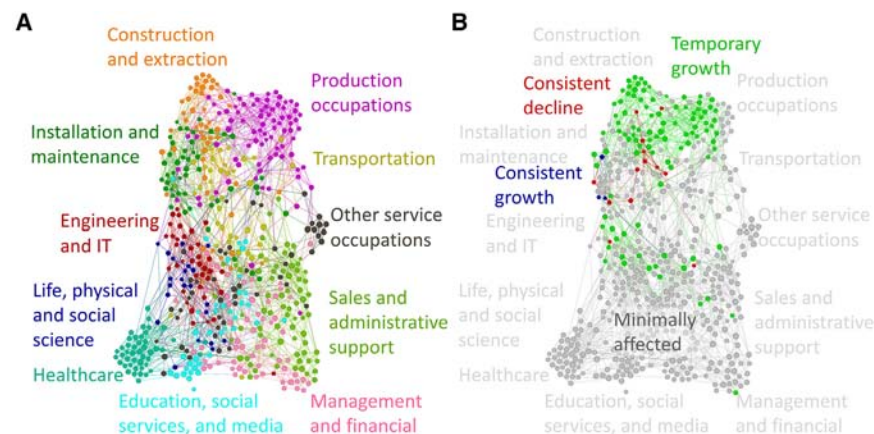 A
Construction
and extraction
Production
occupations
Installation and
maintenance
Transportation
Engineering
and IT
Other service
occupations
Life, physical
and social
science
Sales and
administrative
support
Healthcare
Education, social
services, and media
Management
and financial
B
Construction
and extraction
Temporary
growth
Consistent
decline
Production
occupations
Installation and
maintenance
Transportation
Consistent
growth
Engineering
and IT
Other service
occupations
Life, physical
and social
science
Minimally
affected
Sales and
administrative
support
Healthcare
Education, social
services, and media
Management
and financial